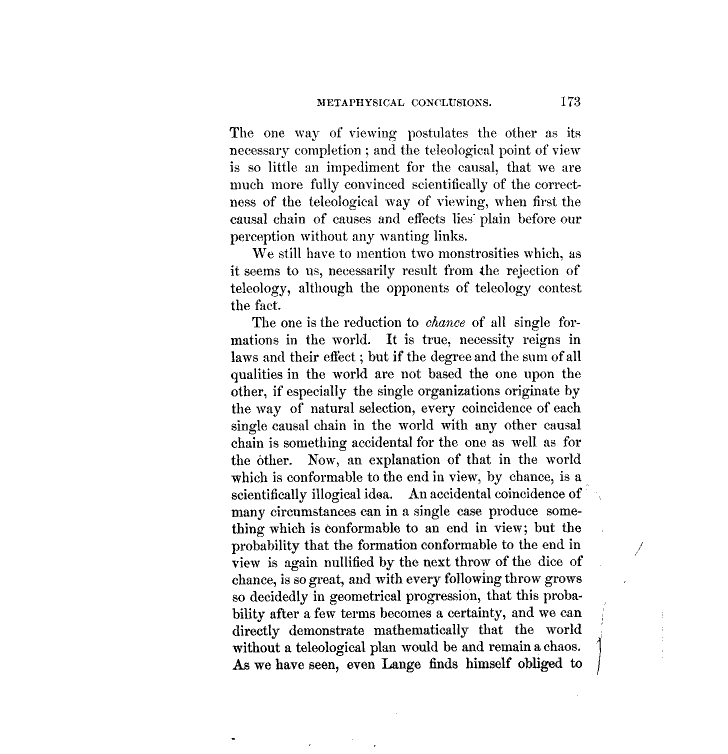 METAPHYSICAL CONCLUSIONS. 173
The one way of viewing postulates the other as its
necessary completion ; and the teleological point of view
is so little an impediment for the causal, that we are
much more fully convinced scientifically of the correct-
ness of the teleological way of viewing, when first the
causal chain of causes and effects lies plain before our
perception without any wanting links.
We still have to mention two monstrosities which, as
it seems to us, necessarily result from the rejection of
teleology, although the opponents of teleology contest
the fact.
The one is the reduction to chance of all single for-
mations in the world. It is true, necessity reigns in
laws and their effect ; but if the degree and the sum of all
qualities in the world are not based the one upon the
other, if especially the single organizations originate by
the way of natural selection, every coincidence of each
single causal chain in the world with any other causal
chain is something accidental for the one as well as for
the other. Now, an explanation of that in the world
which is conformable to the end in view, by chance, is a
scientifically illogical idea. An accidental coincidence of
many circumstances can in a single case produce some-
thing which is conformable to an end in view; but the
probability that the formation conformable to the end in
view is again nullified by the next throw of the dice of
chance, is so great, and with every following throw grows
so decidedly in geometrical progression, that this proba-
bility after a few terms becomes a certainty, and we can
directly demonstrate mathematically that the world
without a teleological plan would be and remain a chaos.
As we have seen, even Lange finds himself obliged to